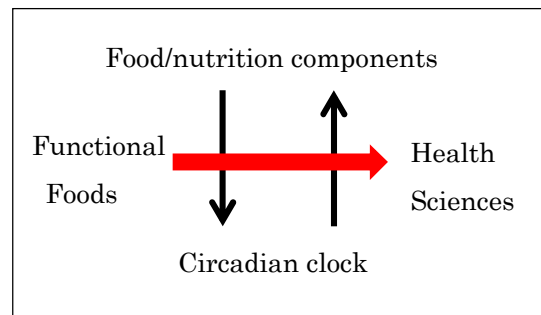 Food/nutrition components
Functional
Foods
Health
Sciences
Circadian clock